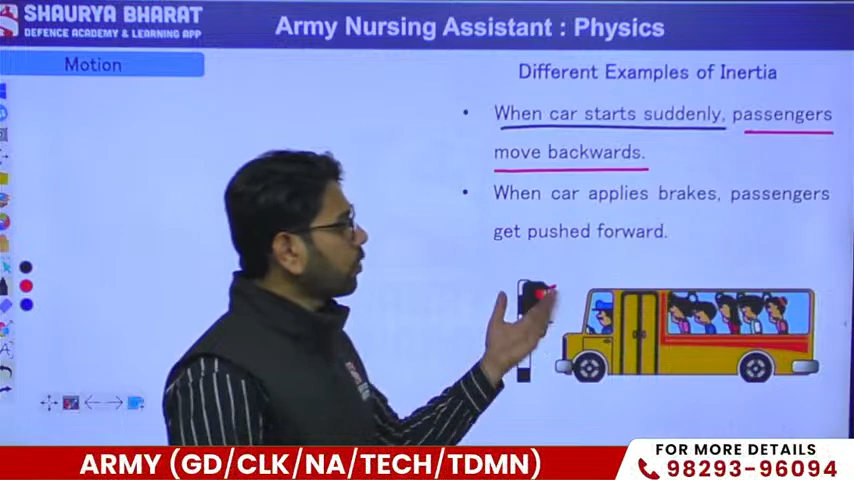 SHAURYA BHARAT
DEFENCE ACADEMY & LEARNING APP
Army Nursing Assistant : Physics
Motion
Different Examples of Inertia
• When car starts suddenly, passengers
move backwards.
• When car applies brakes, passengers
get pushed forward.
ARMY (GD/CLK/NA/TECH/TDMN)
FOR MORE DETAILS
98293-96094